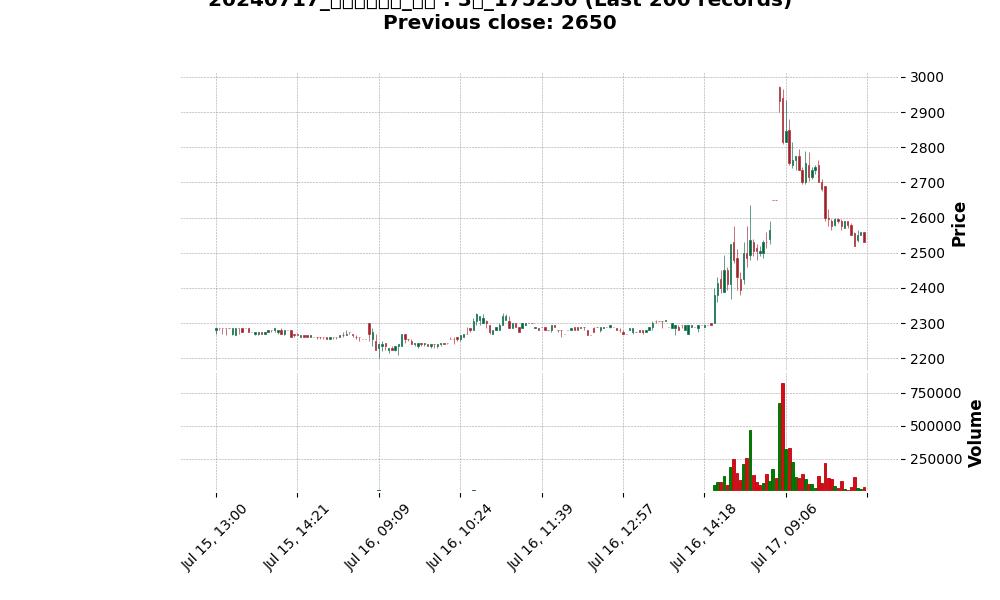 20240717_
: 3
_175250 (Last 200 records)
Previous close: 2650
3000
2900
2800
2700
2600
2500
2400
2300
2200
Price
750000
500000
250000
Volume
Jul 15, 13:00
Jul 15, 14:21
Jul 16, 09:09
Jul 16, 10:24
Jul 16, 11:39
Jul 16, 12:57
Jul 16, 14:18
Jul 17, 09:06